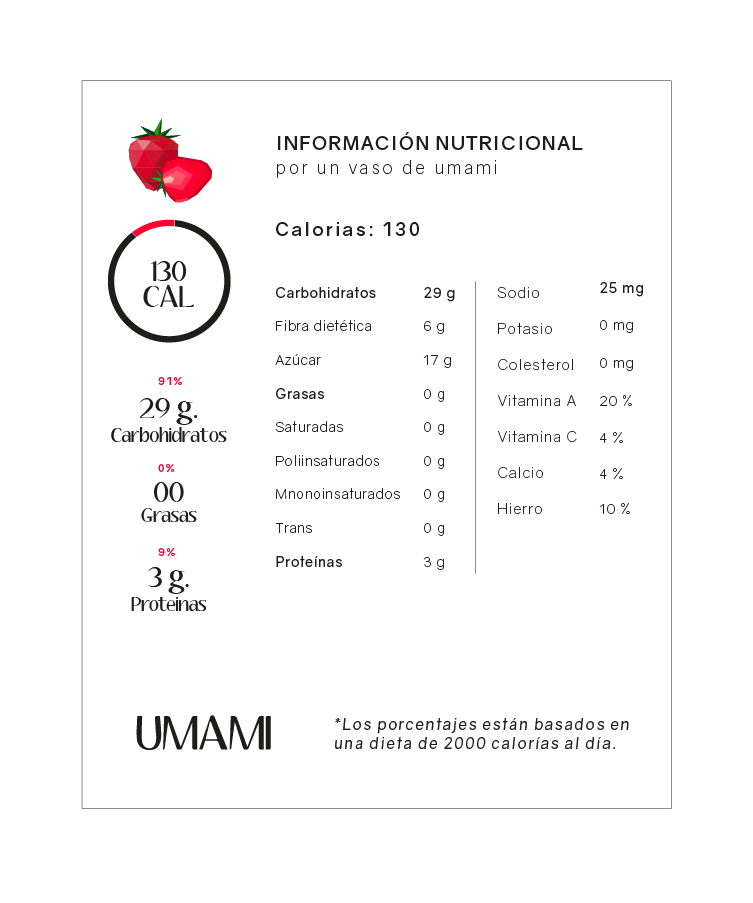 INFORMACIÓN NUTRICIONAL
por un vaso de umami
Calorias: 130
130
CAL
91%
29 g.
Carbohidratos
0%
00
Grasas
9%
3 g.
Proteinas
Carbohidratos 29 g
Fibra dietética 6 g
Azúcar 17 g
Grasas 0 g
Saturadas 0 g
Poliinsaturados 0 g
Mnonoinsaturados 0 g
Trans 0 g
Proteínas 3 g
Sodio 25 mg
Potasio 0 mg
Colesterol 0 mg
Vitamina A 20 %
Vitamina C 4 %
Calcio 4 %
Hierro 10 %
UMAMI
*Los porcentajes están basados en
una dieta de 2000 calorías al día.